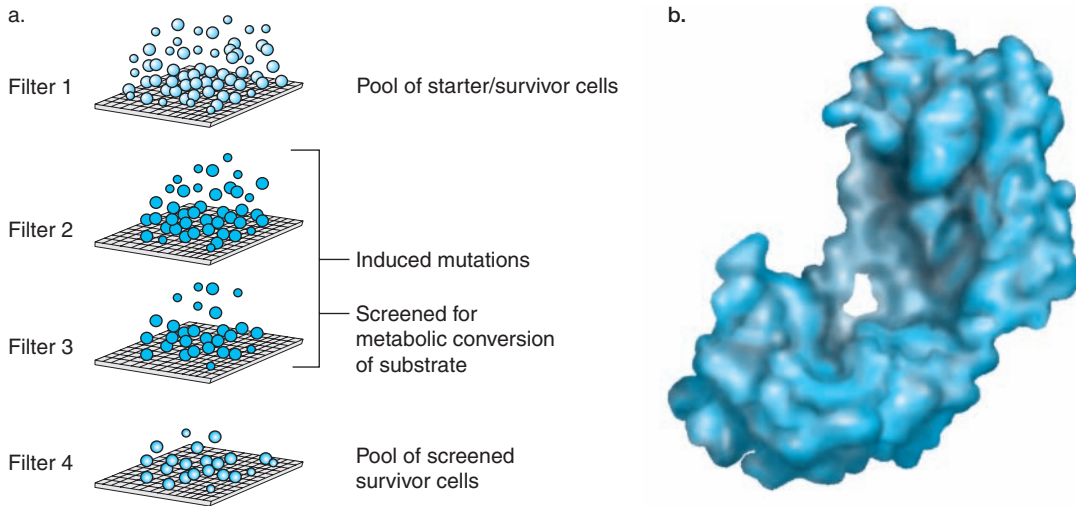 a.
b.
Filter 1
Pool of starter/survivor cells
Filter 2
Induced mutations
Filter 3
Screened for
metabolic conversion
of substrate
Filter 4
Pool of screened
survivor cells